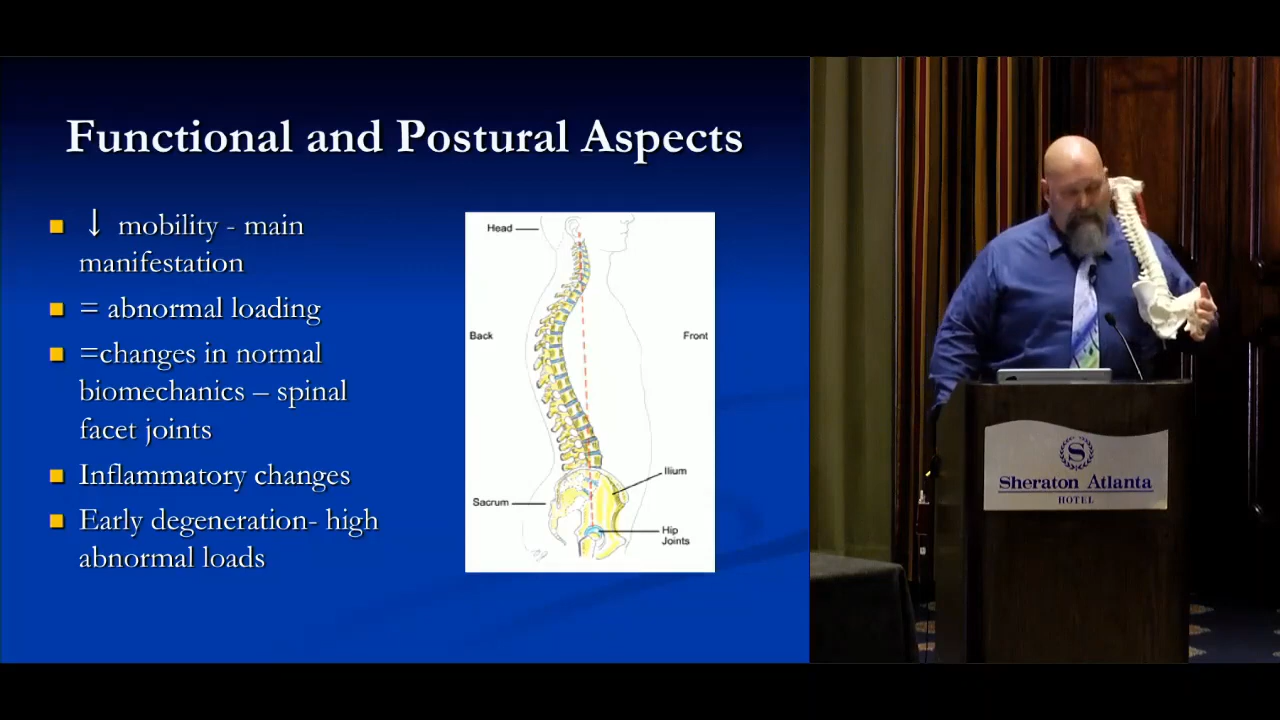 Functional and Postural Aspects
↓ mobility - main
manifestation
= abnormal loading
=changes in normal
biomechanics – spinal
facet joints
Inflammatory changes
Early degeneration- high
abnormal loads
Head
Back
Front
Ilium
Sacrum
Hip
Joints
S
Sheraton Atlanta
HOTEL